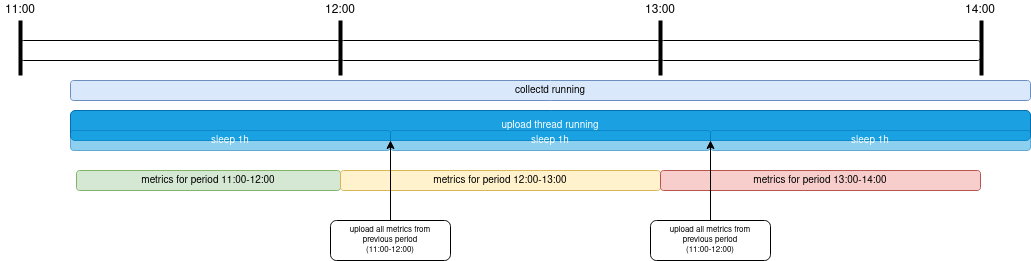 11:00
12:00
13:00
14:00
collectd running
upload thread running
sleep 1h
sleep 1h
sleep 1h
metrics for period 11:00-12:00
metrics for period 12:00-13:00
metrics for period 13:00-14:00
upload all metrics from
previous period
(11:00-12:00)
upload all metrics from
previous period
(11:00-12:00)